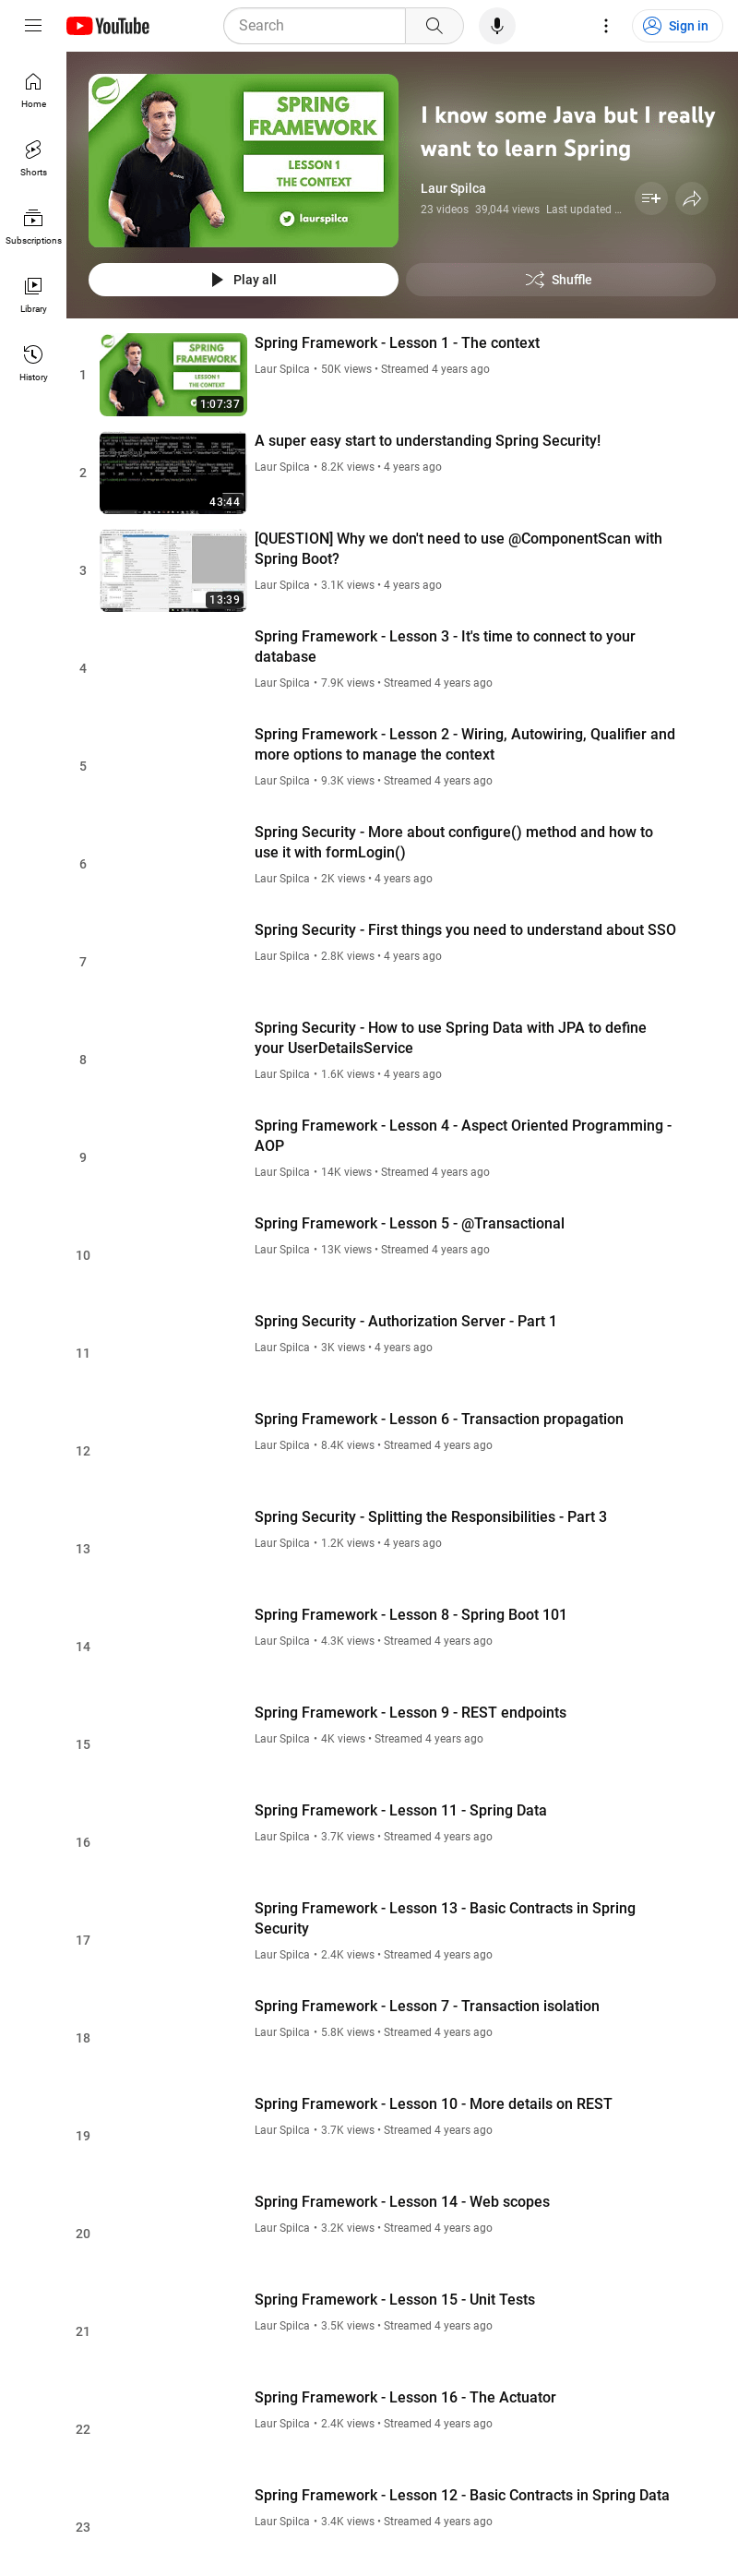 YouTube
Search
Sign in
Home
Shorts
Subscriptions
Library
History
SPRING
FRAMEWORK
LESSON 1
THE CONTEXT
laurspilca
I know some Java but I really
want to learn Spring
Laur Spilca
23 videos 39,044 views Last updated ...
Play all
Shuffle
1
SPRING
FRAMEWORK
LESSON 1
THE CONTEXT
1:07:37
Spring Framework - Lesson 1 - The context
Laur Spilca • 50K views • Streamed 4 years ago
2
43:44
A super easy start to understanding Spring Security!
Laur Spilca • 8.2K views • 4 years ago
3
13:39
[QUESTION] Why we don't need to use @ComponentScan with
Spring Boot?
Laur Spilca • 3.1K views • 4 years ago
4
Spring Framework - Lesson 3 - It's time to connect to your
database
Laur Spilca • 7.9K views • Streamed 4 years ago
5
Spring Framework - Lesson 2 - Wiring, Autowiring, Qualifier and
more options to manage the context
Laur Spilca • 9.3K views • Streamed 4 years ago
6
Spring Security - More about configure() method and how to
use it with formLogin()
Laur Spilca • 2K views • 4 years ago
7
Spring Security - First things you need to understand about SSO
Laur Spilca • 2.8K views • 4 years ago
8
Spring Security - How to use Spring Data with JPA to define
your UserDetailsService
Laur Spilca • 1.6K views • 4 years ago
9
Spring Framework - Lesson 4 - Aspect Oriented Programming -
AOP
Laur Spilca • 14K views • Streamed 4 years ago
10
Spring Framework - Lesson 5 - @Transactional
Laur Spilca • 13K views • Streamed 4 years ago
11
Spring Security - Authorization Server - Part 1
Laur Spilca • 3K views • 4 years ago
12
Spring Framework - Lesson 6 - Transaction propagation
Laur Spilca • 8.4K views • Streamed 4 years ago
13
Spring Security - Splitting the Responsibilities - Part 3
Laur Spilca • 1.2K views • 4 years ago
14
Spring Framework - Lesson 8 - Spring Boot 101
Laur Spilca • 4.3K views • Streamed 4 years ago
15
Spring Framework - Lesson 9 - REST endpoints
Laur Spilca • 4K views • Streamed 4 years ago
16
Spring Framework - Lesson 11 - Spring Data
Laur Spilca • 3.7K views • Streamed 4 years ago
17
Spring Framework - Lesson 13 - Basic Contracts in Spring
Security
Laur Spilca • 2.4K views • Streamed 4 years ago
18
Spring Framework - Lesson 7 - Transaction isolation
Laur Spilca • 5.8K views • Streamed 4 years ago
19
Spring Framework - Lesson 10 - More details on REST
Laur Spilca • 3.7K views • Streamed 4 years ago
20
Spring Framework - Lesson 14 - Web scopes
Laur Spilca • 3.2K views • Streamed 4 years ago
21
Spring Framework - Lesson 15 - Unit Tests
Laur Spilca • 3.5K views • Streamed 4 years ago
22
Spring Framework - Lesson 16 - The Actuator
Laur Spilca • 2.4K views • Streamed 4 years ago
23
Spring Framework - Lesson 12 - Basic Contracts in Spring Data
Laur Spilca • 3.4K views • Streamed 4 years ago